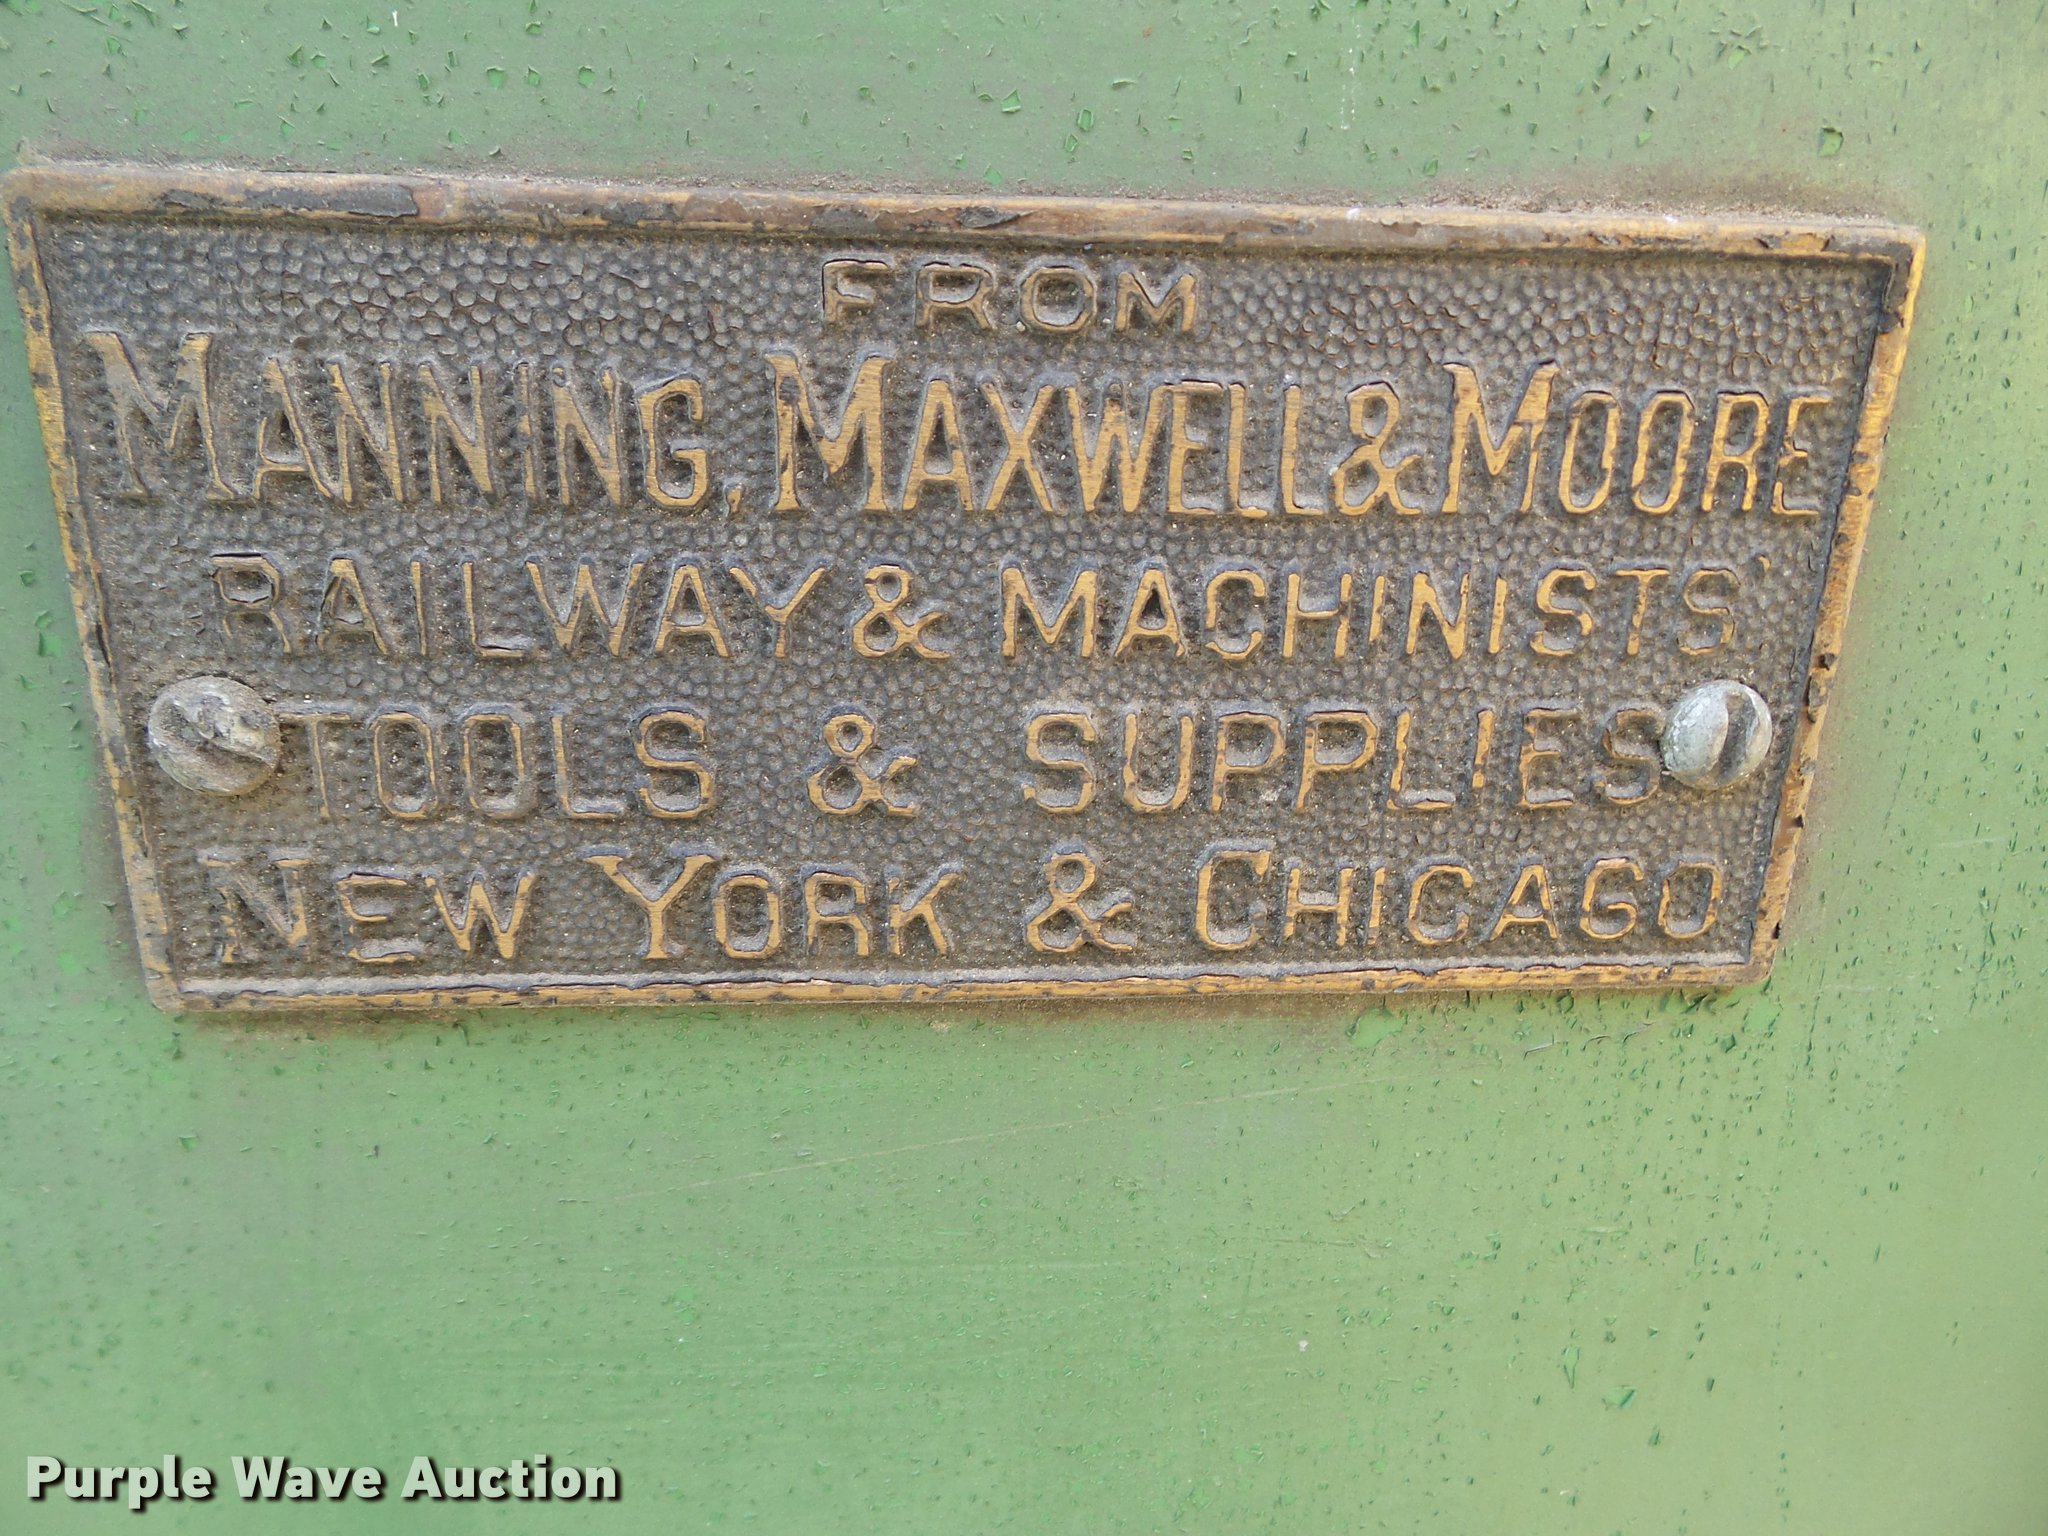 FROM
MANNING, MAXWELL & MOORE
RAILWAY & MACHINISTS'
TOOLS & SUPPLIES
NEW YORK & CHICAGO
Purple Wave Auction